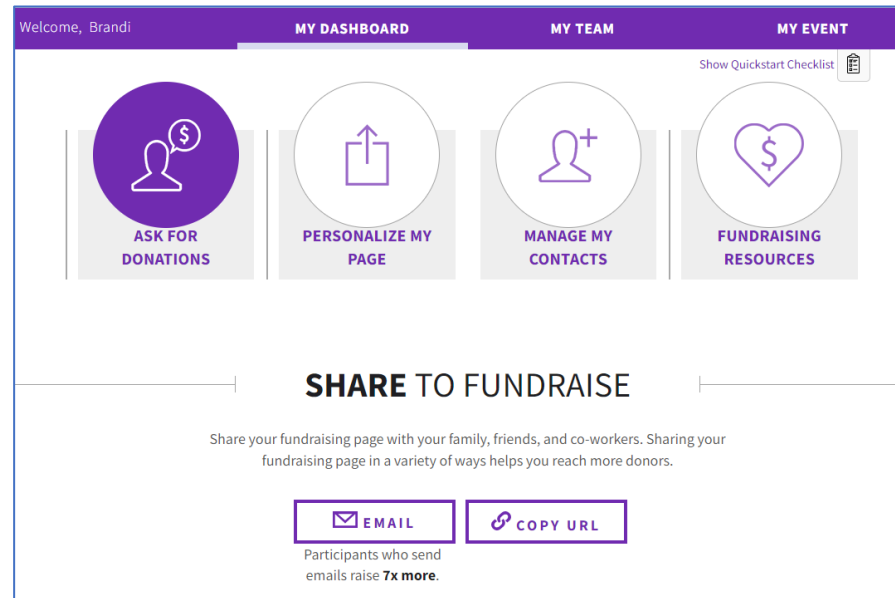 Welcome, Brandi
MY DASHBOARD
MY TEAM
MY EVENT
Show Quickstart Checklist
$
$
ASK FOR
DONATIONS
PERSONALIZE MY
PAGE
MANAGE MY
CONTACTS
FUNDRAISING
RESOURCES
SHARE TO FUNDRAISE
Share your fundraising page with your family, friends, and co-workers. Sharing your
fundraising page in a variety of ways helps you reach more donors.
EMAIL
COPY URL
Participants who send
emails raise 7x more.